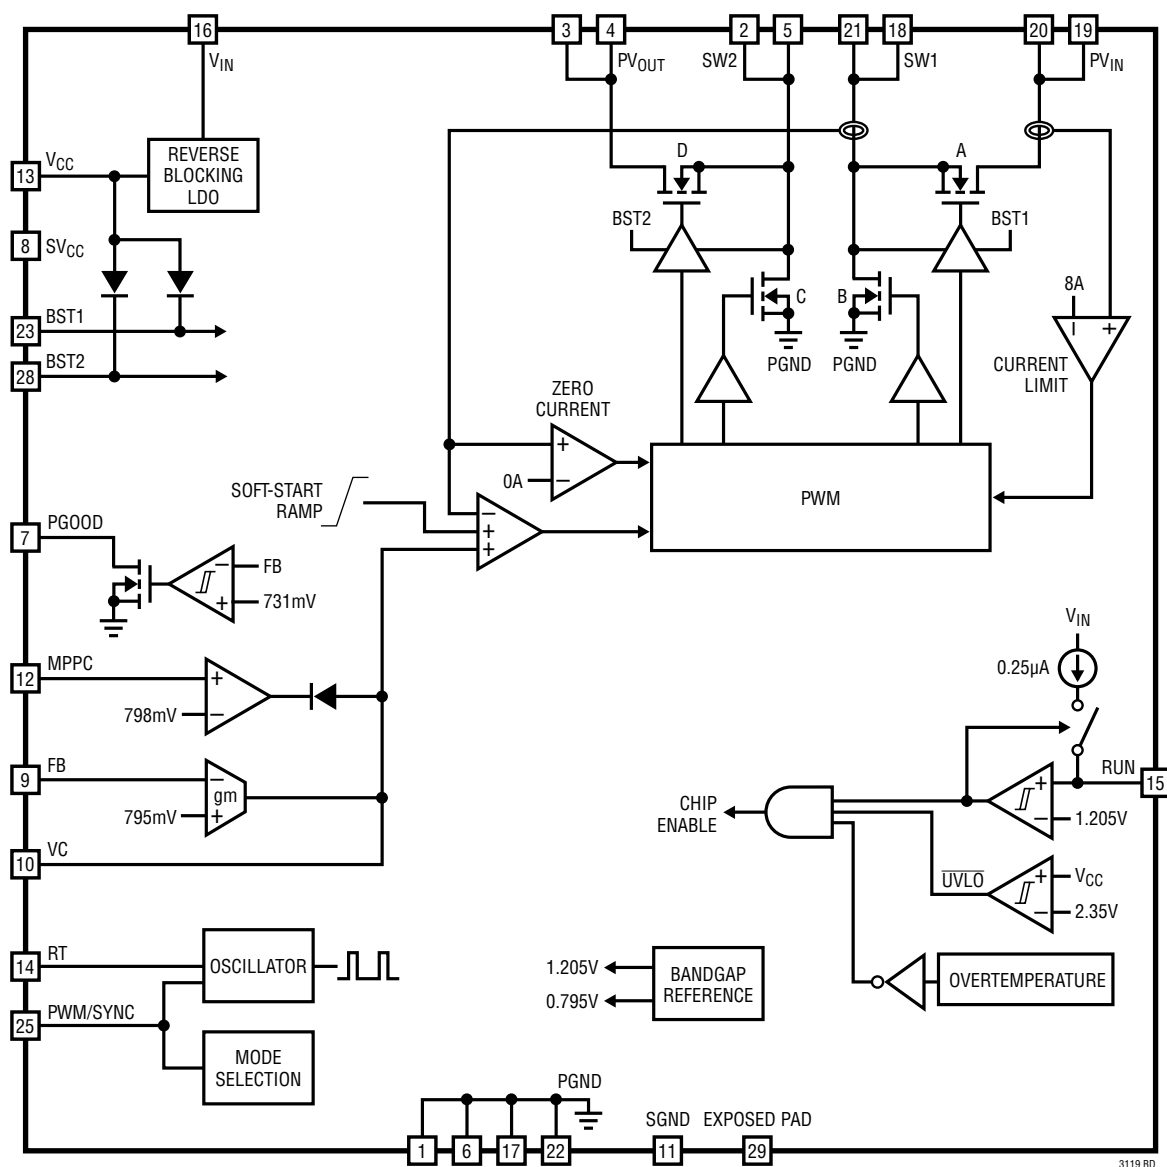 16
3
4
2
5
21
18
20
19
VIN
PVOUT
SW2
SW1
PVIN
REVERSE
BLOCKING
LDO
13
VCC
D
A
8
SVCC
BST2
BST1
C
B
8A
23
BST1
PGND
PGND
–
+
CURRENT
LIMIT
28
BST2
ZERO
CURRENT
+
–
0A
PWM
SOFT-START
RAMP
–
+
+
7
PGOOD
–
FB
+
731mV
VIN
0.25µA
12
MPPC
+
–
798mV
9
FB
–
gm
+
795mV
RUN
15
+
–
1.205V
CHIP
ENABLE
10
VC
UVLO
+
VCC
–
2.35V
14
RT
OSCILLATOR
1.205V
0.795V
BANDGAP
REFERENCE
OVERTEMPERATURE
25
PWM/SYNC
MODE
SELECTION
PGND
SGND
EXPOSED PAD
1
6
17
22
11
29
3119 BD